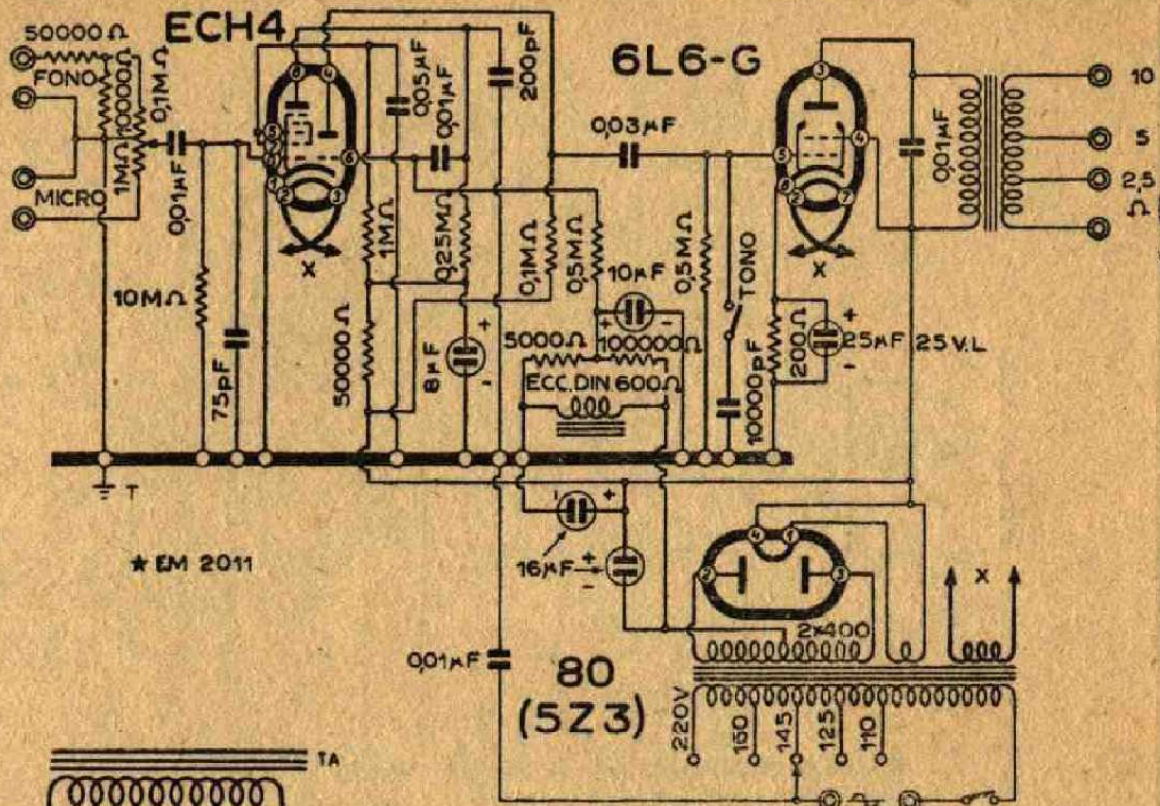 ECH4
6L6-G
50000Ω
FONO
MICRO
10000Ω
0,1MΩ
1MΩ
0,01µF
10MΩ
75pF
X
0,05µF
0,01µF
200pF
1MΩ
0,25MΩ
50000Ω
8µF
+
-
0,1MΩ
0,5MΩ
10µF
+
-
5000Ω
100000Ω
ECC. DIN 600Ω
0,03µF
0,5MΩ
TONO
10000pF
X
200Ω
+
25µF 25 V.L
-
0,01µF
10
5
2,5
Ω
T
★ EM 2011
-
+
16µF
+
-
0,01µF
80
(5Z3)
2×400
X
220V
160
145
125
110
TA